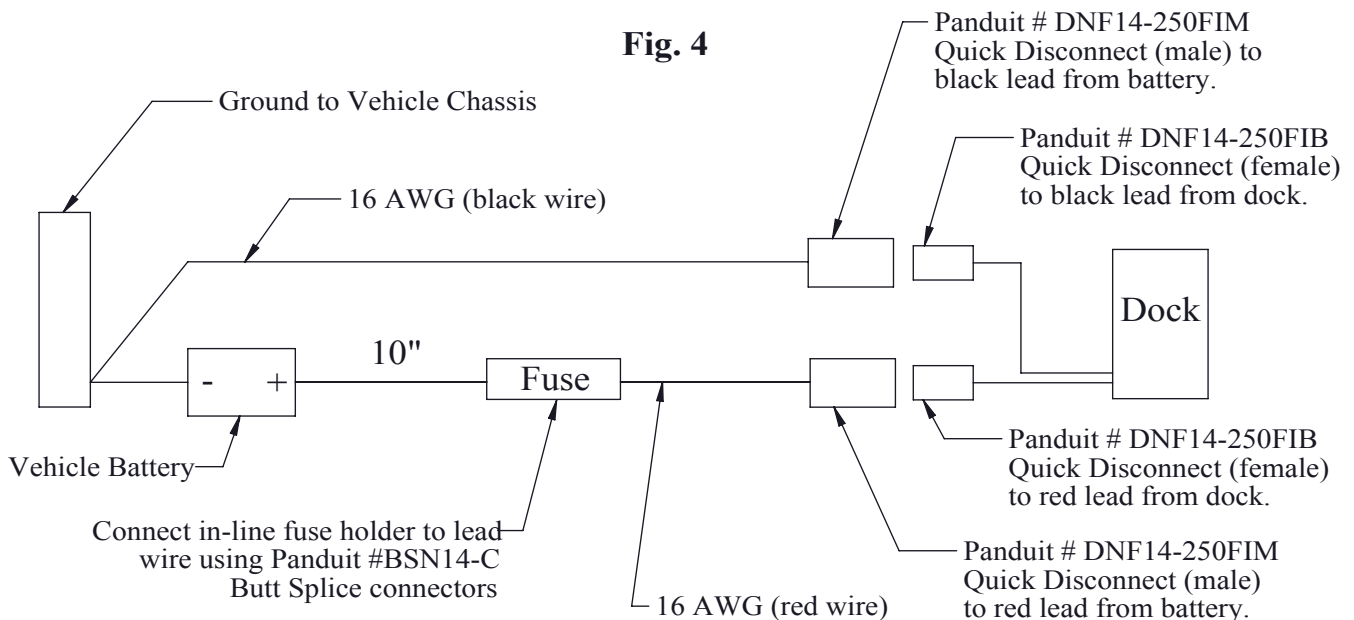 Fig. 4
Panduit # DNF14-250FIM
Quick Disconnect (male) to
black lead from battery.
Ground to Vehicle Chassis
Panduit # DNF14-250FIB
Quick Disconnect (female)
to black lead from dock.
16 AWG (black wire)
Dock
10"
- +
Fuse
Vehicle Battery
Panduit # DNF14-250FIB
Quick Disconnect (female)
to red lead from dock.
Connect in-line fuse holder to lead
wire using Panduit #BSN14-C
Butt Splice connectors
16 AWG (red wire)
Panduit # DNF14-250FIM
Quick Disconnect (male)
to red lead from battery.